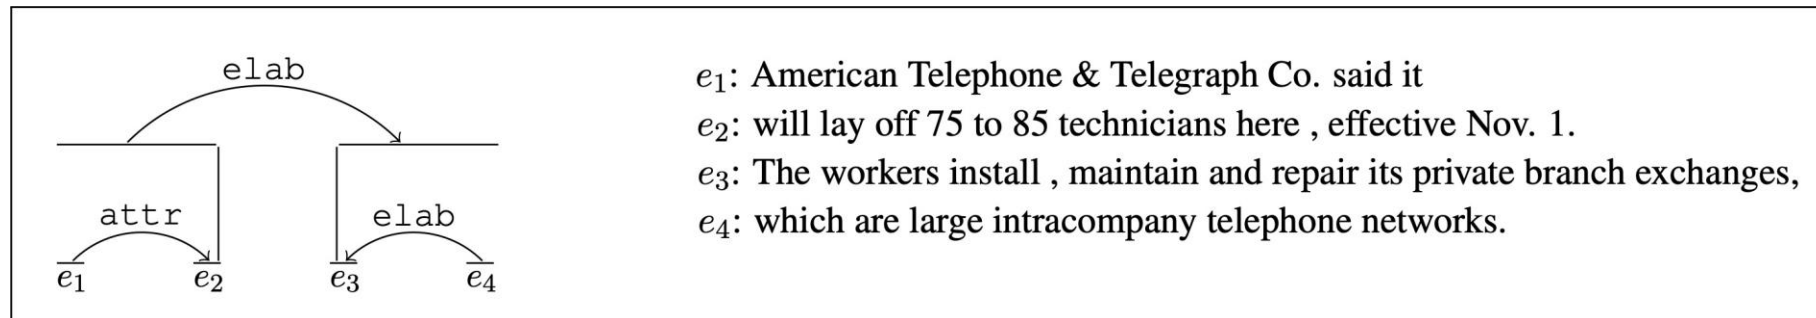 elab
attr
elab
e₁ e₂ e₃ e₄
e₁: American Telephone & Telegraph Co. said it
e₂: will lay off 75 to 85 technicians here , effective Nov. 1.
e₃: The workers install , maintain and repair its private branch exchanges,
e₄: which are large intracompany telephone networks.